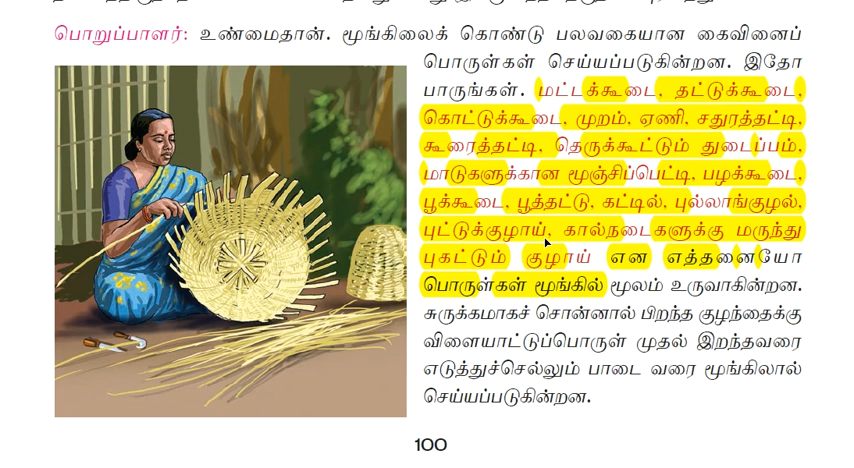 பொறுப்பாளர்: உண்மைதான். மூங்கிலைக் கொண்டு பலவகையான கைவினைப்
பொருள்கள் செய்யப்படுகின்றன. இதோ
பாருங்கள். மட்டக்கூடை, தட்டுக்கூடை,
கொட்டுக்கூடை, முறம், ஏணி, சதுரத்தட்டி,
கூரைத்தட்டி, தெருக்கூட்டும் துடைப்பம்,
மாடுகளுக்கான மூஞ்சிப்பெட்டி, பழக்கூடை,
பூக்கூடை, பூத்தட்டு, கட்டில், புல்லாங்குழல்,
புட்டுக்குழாய், கால்நடைகளுக்கு மருந்து
புகட்டும் குழாய் என எத்தனையோ
பொருள்கள் மூங்கில் மூலம் உருவாகின்றன.
சுருக்கமாகச் சொன்னால் பிறந்த குழந்தைக்கு
விளையாட்டுப்பொருள் முதல் இறந்தவரை
எடுத்துச்செல்லும் பாடை வரை மூங்கிலால்
செய்யப்படுகின்றன.
100